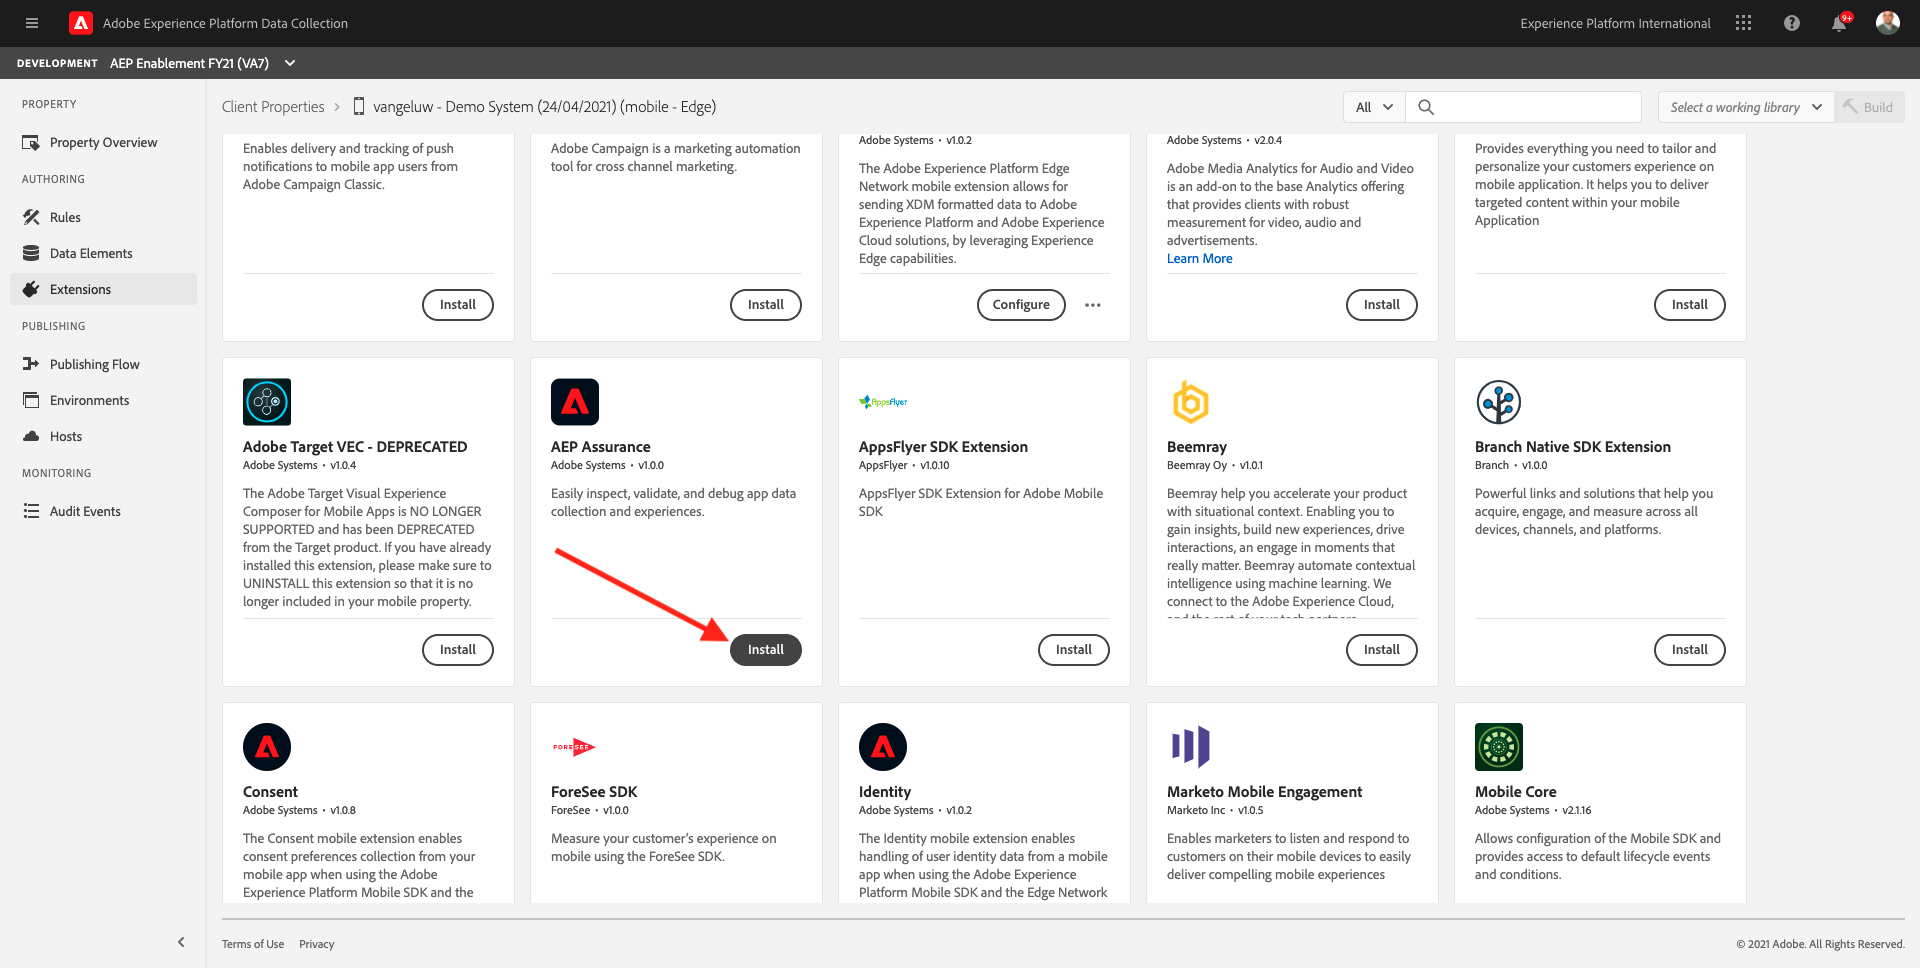 Adobe Experience Platform Data Collection
Experience Platform International
9+
DEVELOPMENT AEP Enablement FY21 (VA7)
PROPERTY
Property Overview
AUTHORING
Rules
Data Elements
Extensions
PUBLISHING
Publishing Flow
Environments
Hosts
MONITORING
Audit Events
Client Properties > vangeluw - Demo System (24/04/2021) (mobile - Edge)
All
Select a working library
Build
Enables delivery and tracking of push
notifications to mobile app users from
Adobe Campaign Classic.
Install
Adobe Campaign is a marketing automation
tool for cross channel marketing.
Install
Adobe Systems • v1.0.2
The Adobe Experience Platform Edge
Network mobile extension allows for
sending XDM formatted data to Adobe
Experience Platform and Adobe Experience
Cloud solutions, by leveraging Experience
Edge capabilities.
Configure
Adobe Systems • v2.0.4
Adobe Media Analytics for Audio and Video
is an add-on to the base Analytics offering
that provides clients with robust
measurement for video, audio and
advertisements.
Learn More
Install
Provides everything you need to tailor and
personalize your customers experience on
mobile application. It helps you to deliver
targeted content within your mobile
Application
Install
Adobe Target VEC - DEPRECATED
Adobe Systems • v1.0.4
The Adobe Target Visual Experience
Composer for Mobile Apps is NO LONGER
SUPPORTED and has been DEPRECATED
from the Target product. If you have already
installed this extension, please make sure to
UNINSTALL this extension so that it is no
longer included in your mobile property.
Install
AEP Assurance
Adobe Systems • v1.0.0
Easily inspect, validate, and debug app data
collection and experiences.
Install
AppsFlyer
AppsFlyer SDK Extension
AppsFlyer • v1.0.10
AppsFlyer SDK Extension for Adobe Mobile
SDK
Install
Beemray
Beemray Oy • v1.0.1
Beemray help you accelerate your product
with situational context. Enabling you to
gain insights, build new experiences, drive
interactions, an engage in moments that
really matter. Beemray automate contextual
intelligence using machine learning. We
connect to the Adobe Experience Cloud,
and the rest of your tech partners
Install
Branch Native SDK Extension
Branch • v1.0.0
Powerful links and solutions that help you
acquire, engage, and measure across all
devices, channels, and platforms.
Install
Consent
Adobe Systems • v1.0.8
The Consent mobile extension enables
consent preferences collection from your
mobile app when using the Adobe
Experience Platform Mobile SDK and the
FORESEE
ForeSee SDK
ForeSee • v1.0.0
Measure your customer's experience on
mobile using the ForeSee SDK.
Identity
Adobe Systems • v1.0.2
The Identity mobile extension enables
handling of user identity data from a mobile
app when using the Adobe Experience
Platform Mobile SDK and the Edge Network
Marketo Mobile Engagement
Marketo Inc • v1.0.5
Enables marketers to listen and respond to
customers on their mobile devices to easily
deliver compelling mobile experiences
Mobile Core
Adobe Systems • v2.1.16
Allows configuration of the Mobile SDK and
provides access to default lifecycle events
and conditions.
Terms of Use Privacy
© 2021 Adobe. All Rights Reserved.